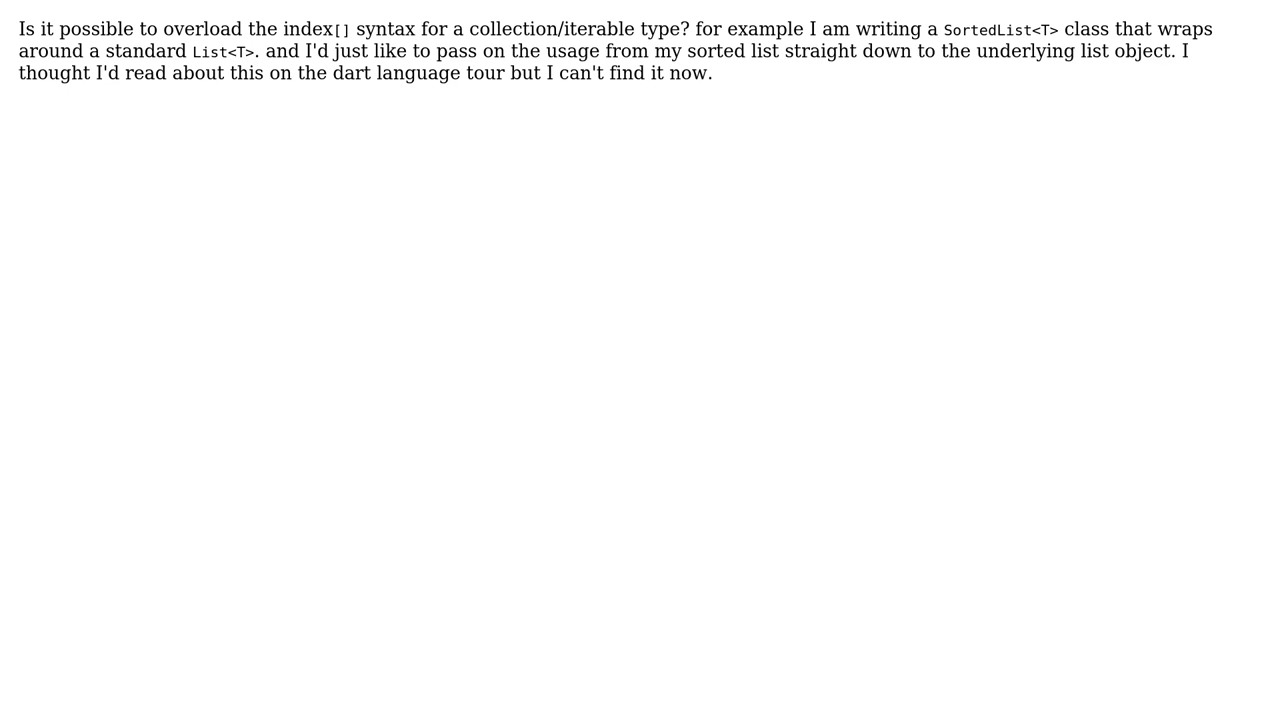 Is it possible to overload the index[] syntax for a collection/iterable type? for example I am writing a SortedList<T> class that wraps
around a standard List<T>. and I'd just like to pass on the usage from my sorted list straight down to the underlying list object. I
thought I'd read about this on the dart language tour but I can't find it now.